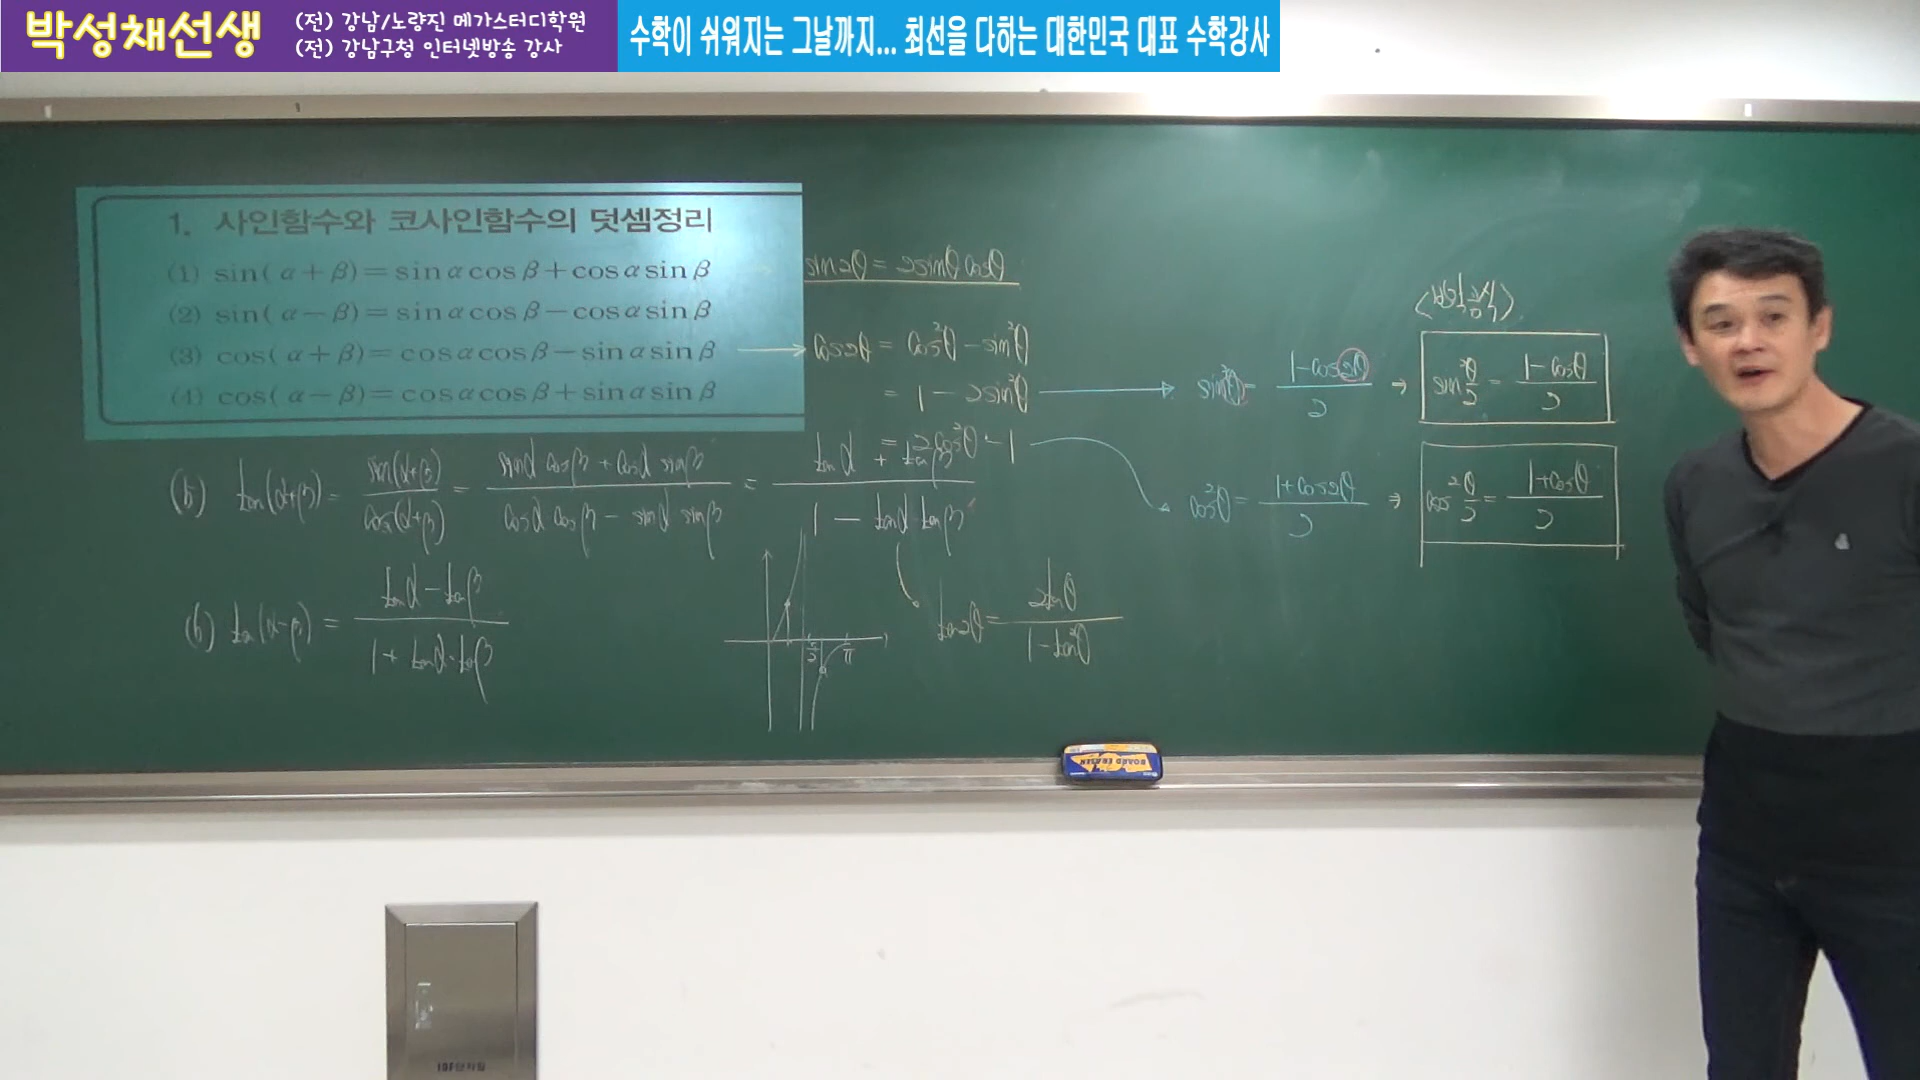 박성채선생
(전) 강남/노량진 메가스터디학원
(전) 강남구청 인터넷방송 강사
수학이 쉬워지는 그날까지... 최선을 다하는 대한민국 대표 수학강사
1. 사인함수와 코사인함수의 덧셈정리
(1) sin(α+β)=sinαcosβ+cosαsinβ
(2) sin(α−β)=sinαcosβ−cosαsinβ
(3) cos(α+β)=cosαcosβ−sinαsinβ
(4) cos(α−β)=cosαcosβ+sinαsinβ
sin2θ = 2sinθcosθ
cos2θ = cos²θ − sin²θ
= 1 − 2sin²θ
= 2cos²θ − 1
sin²θ = (1−cos2θ)/2 ⇒
cos²θ = (1+cos2θ)/2 ⇒
<반각공식>
sin²θ/2 = (1−cosθ)/2
cos²θ/2 = (1+cosθ)/2
(5) tan(α+β) = sin(α+β)/cos(α+β) = (sinα cosβ + cosα sinβ)/(cosα cosβ − sinα sinβ) = (tanα + tanβ)/(1 − tanα·tanβ)
(6) tan(α−β) = (tanα − tanβ)/(1 + tanα·tanβ)
π/2 π
tan2θ = 2tanθ/(1−tan²θ)
BOARD ERASER